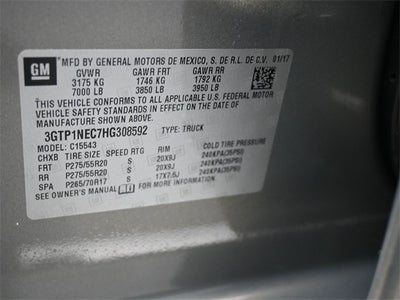 GM
MFD BY GENERAL MOTORS DE MEXICO, S. DE R.L. DE C.V. 01/17
GVWR GAWR FRT GAWR RR
3175 KG 1746 KG 1792 KG
7000 LB 3850 LB 3950 LB
THIS VEHICLE CONFORMS TO ALL APPLICABLE U.S. FEDERAL MOTOR
VEHICLE SAFETY STANDARDS IN EFFECT ON THE DATE OF
MANUFACTURE SHOWN ABOVE.
3GTP1NEC7HG308592 TYPE: TRUCK
MODEL: C15543
CHXB TIRE SIZE SPEED RTG RIM COLD TIRE PRESSURE
FRT P275/55R20 S 20X9J 240KPA(35PSI)
RR P275/55R20 S 20X9J 240KPA(35PSI)
SPA P265/70R17 S 17X7.5J 240KPA(35PSI)
SEE OWNER'S MANUAL FOR MORE INFORMATION.